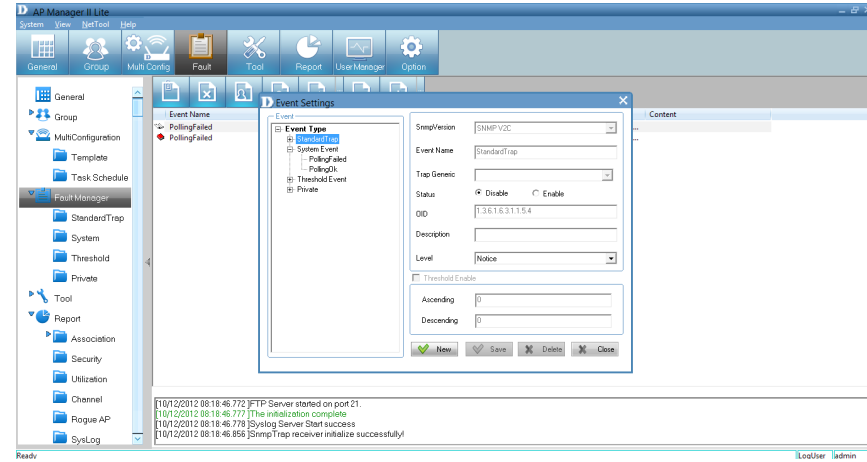 AP Manager II Lite
System View NetTool Help
General Group Multi Config Fault Tool Report User Manager Option
General
Group
MultiConfiguration
Template
Task Schedule
Fault Manager
StandardTrap
System
Threshold
Private
Tool
Report
Association
Security
Utilization
Channel
Rogue AP
SysLog
Event Name
Content
PollingFailed
...
PollingFailed
...
Event Settings
Event
Event Type
StandardTrap
System Event
PollingFailed
PollingOk
Threshold Event
Private
SnmpVersion
SNMP V2C
Event Name
StandardTrap
Trap Generic
Status
Disable
Enable
OID
1.3.6.1.6.3.1.1.5.4
Description
Level
Notice
Threshold Enable
Ascending
0
Descending
0
New
Save
Delete
Close
[10/12/2012 08:18:46.772 ]FTP Server started on port 21.
[10/12/2012 08:18:46.777 ]The initialization complete
[10/12/2012 08:18:46.778 ]Syslog Server Start success
[10/12/2012 08:18:46.856 ]SnmpTrap receiver initialize successfully!
Ready
LogUser
admin